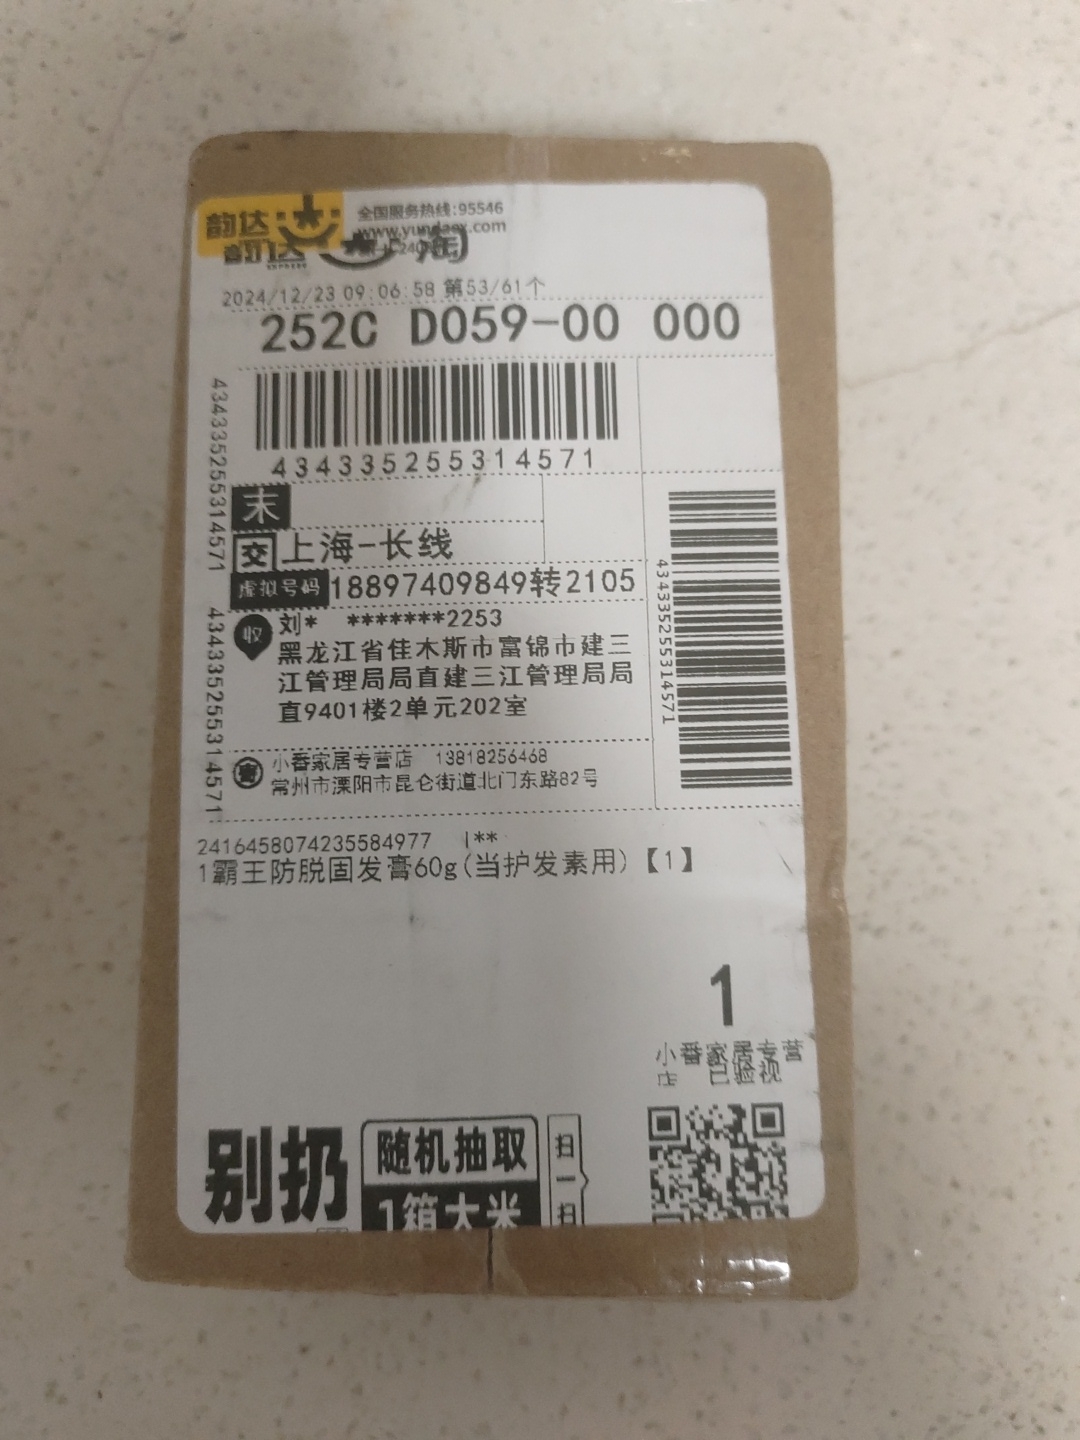 韵达
全国服务热线:95546
www.yundaex.com
韵达
EXPRESS
淘
2024/12/23 09:06:58 第53/61个
252C D059-00 000
434335255314571
434335255314571
434335255314571
434335255314571
末
交 上海-长线
虚拟号码 18897409849转2105
收 刘* *******2253
黑龙江省佳木斯市富锦市建三
江管理局局直建三江管理局局
直9401楼2单元202室
寄 小番家居专营店 13818256468
常州市溧阳市昆仑街道北门东路82号
2416458074235584977 l**
1霸王防脱固发膏60g(当护发素用)【1】
1
小番家居专营
店 已验视
别扔
随机抽取
1箱大米
扫一扫